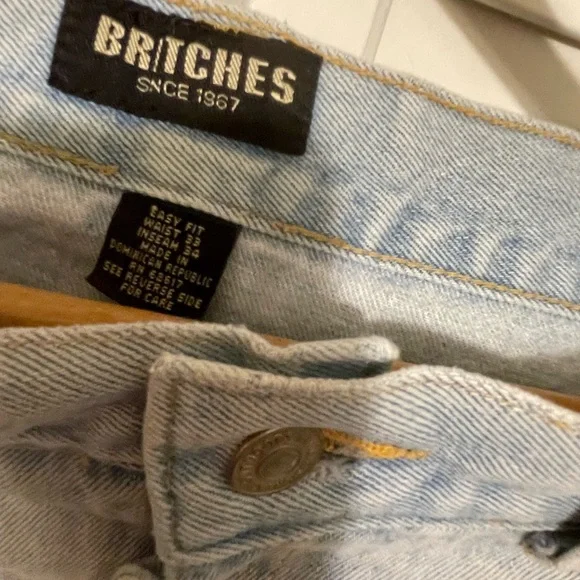 BRITCHES
SINCE 1967
EASY FIT
WAIST 33
INSEAM 34
MADE IN
DOMINICAN REPUBLIC
RN 68617
SEE REVERSE SIDE
FOR CARE